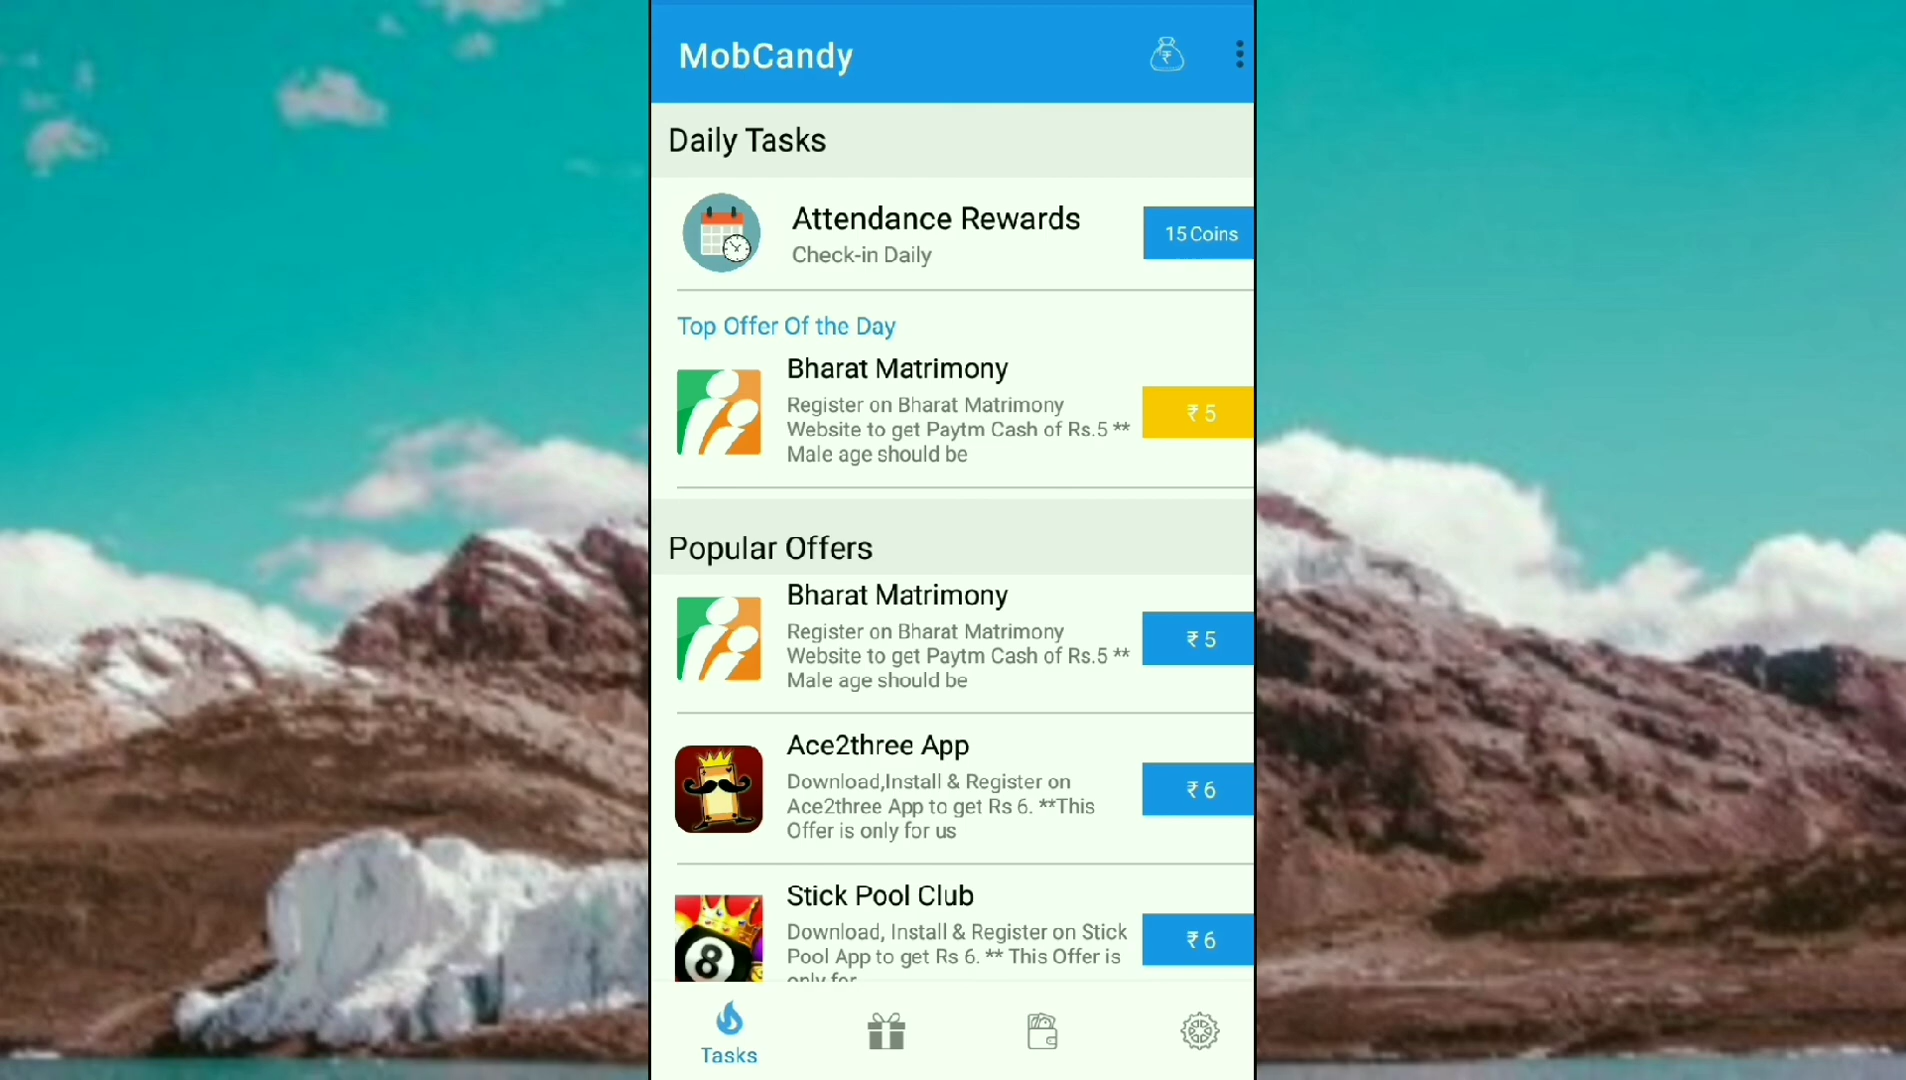 MobCandy
Daily Tasks
Attendance Rewards
Check-in Daily
15 Coins
Top Offer Of the Day
Bharat Matrimony
Register on Bharat Matrimony
Website to get Paytm Cash of Rs.5 **
Male age should be
₹ 5
Popular Offers
Bharat Matrimony
Register on Bharat Matrimony
Website to get Paytm Cash of Rs.5 **
Male age should be
₹ 5
Ace2three App
Download,Install & Register on
Ace2three App to get Rs 6. **This
Offer is only for us
₹ 6
Stick Pool Club
Download, Install & Register on Stick
Pool App to get Rs 6. ** This Offer is
only for
₹ 6
8
Tasks